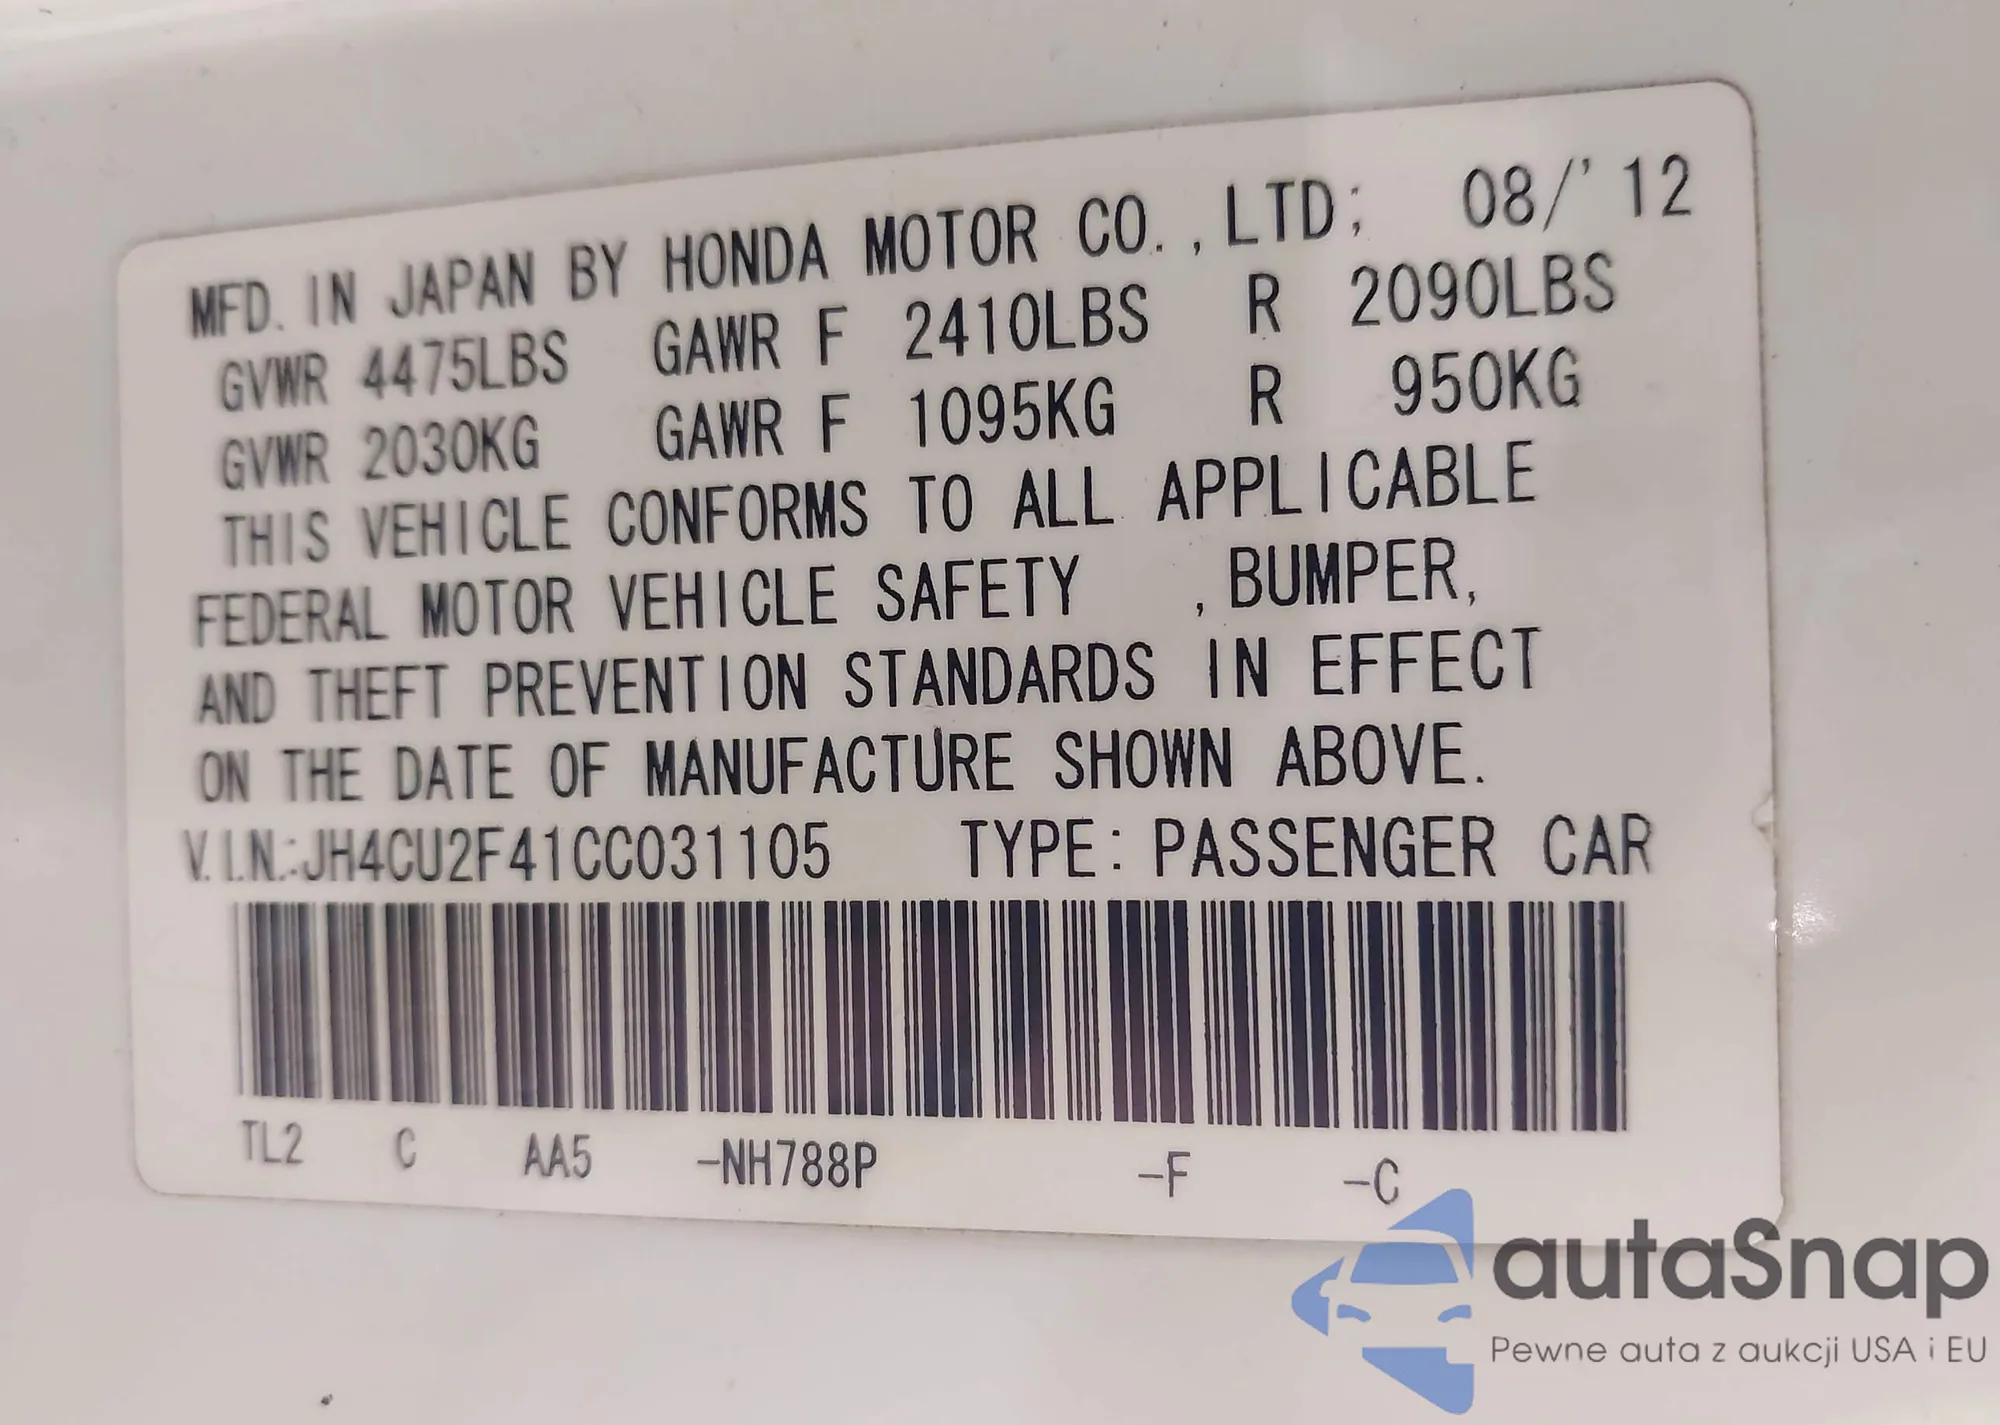 MFD. IN JAPAN BY HONDA MOTOR CO.,LTD; 08/'12
GVWR 4475LBS GAWR F 2410LBS R 2090LBS
GVWR 2030KG GAWR F 1095KG R 950KG
THIS VEHICLE CONFORMS TO ALL APPLICABLE
FEDERAL MOTOR VEHICLE SAFETY ,BUMPER,
AND THEFT PREVENTION STANDARDS IN EFFECT
ON THE DATE OF MANUFACTURE SHOWN ABOVE.
V.I.N.:JH4CU2F41CC031105 TYPE: PASSENGER CAR
TL2 C AA5 -NH788P -F -C
autaSnap
Pewne auta z aukcji USA i EU